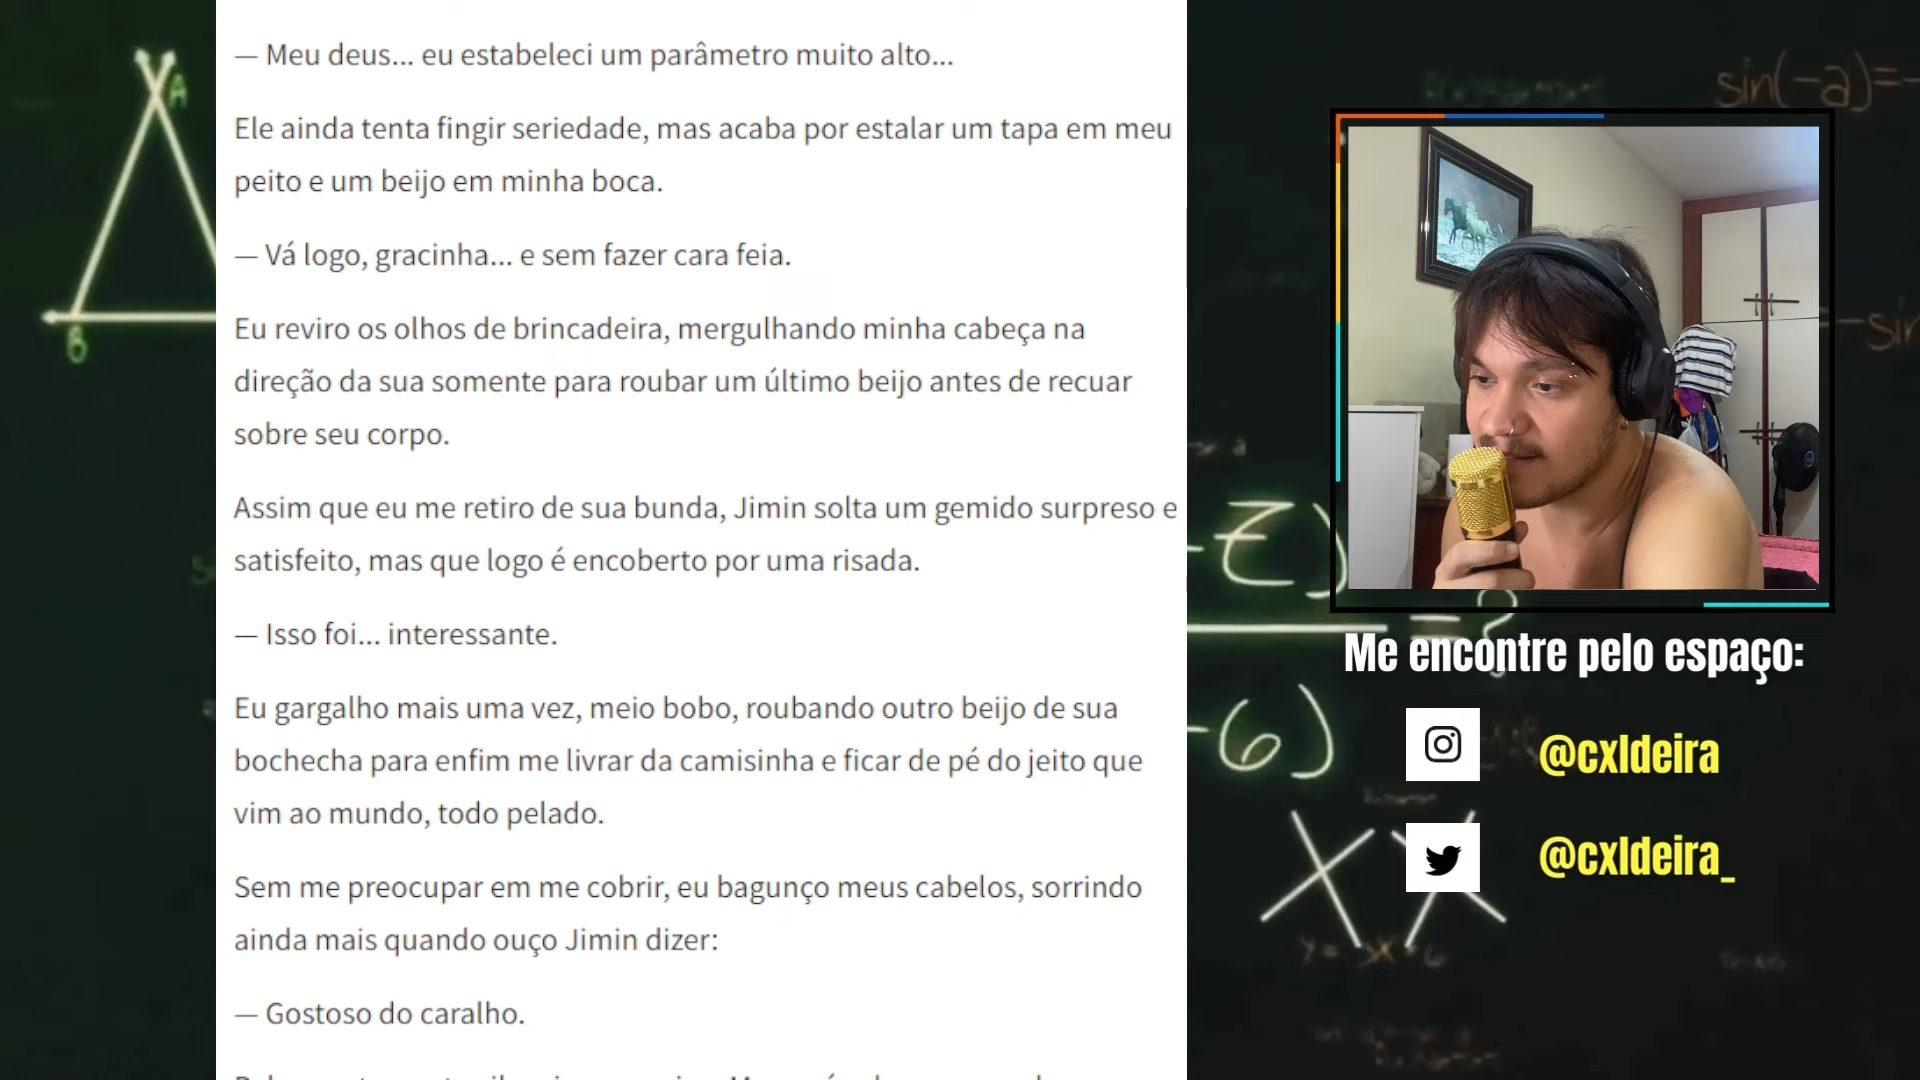 — Meu deus... eu estabeleci um parâmetro muito alto...
Ele ainda tenta fingir seriedade, mas acaba por estalar um tapa em meu
peito e um beijo em minha boca.
— Vá logo, gracinha... e sem fazer cara feia.
Eu reviro os olhos de brincadeira, mergulhando minha cabeça na
direção da sua somente para roubar um último beijo antes de recuar
sobre seu corpo.
Assim que eu me retiro de sua bunda, Jimin solta um gemido surpreso e
satisfeito, mas que logo é encoberto por uma risada.
— Isso foi... interessante.
Eu gargalho mais uma vez, meio bobo, roubando outro beijo de sua
bochecha para enfim me livrar da camisinha e ficar de pé do jeito que
vim ao mundo, todo pelado.
Sem me preocupar em me cobrir, eu bagunço meus cabelos, sorrindo
ainda mais quando ouço Jimin dizer:
— Gostoso do caralho.
A
B
sin(-a)=-
-sin
=?
-6)
Me encontre pelo espaço:
@cxldeira
@cxldeira_